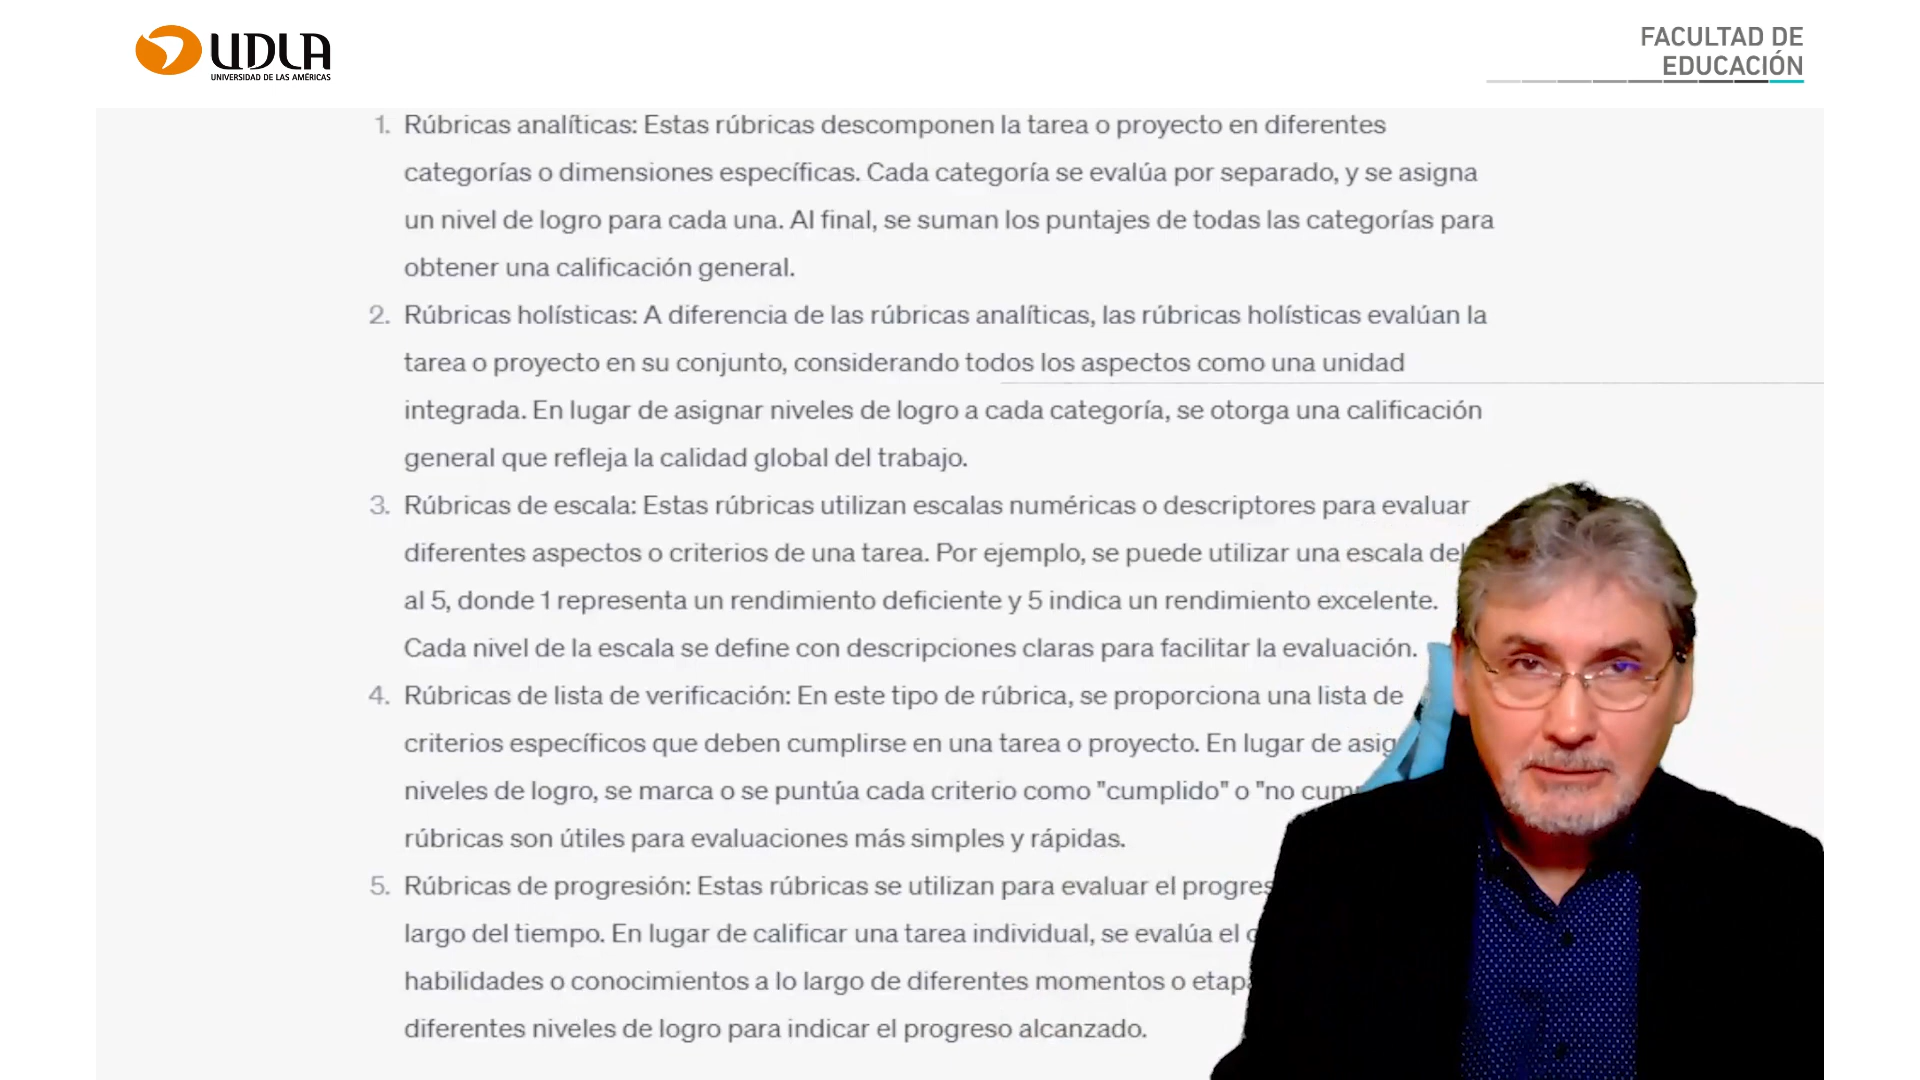 UDLA
UNIVERSIDAD DE LAS AMÉRICAS
FACULTAD DE
EDUCACIÓN
1. Rúbricas analíticas: Estas rúbricas descomponen la tarea o proyecto en diferentes
categorías o dimensiones específicas. Cada categoría se evalúa por separado, y se asigna
un nivel de logro para cada una. Al final, se suman los puntajes de todas las categorías para
obtener una calificación general.
2. Rúbricas holísticas: A diferencia de las rúbricas analíticas, las rúbricas holísticas evalúan la
tarea o proyecto en su conjunto, considerando todos los aspectos como una unidad
integrada. En lugar de asignar niveles de logro a cada categoría, se otorga una calificación
general que refleja la calidad global del trabajo.
3. Rúbricas de escala: Estas rúbricas utilizan escalas numéricas o descriptores para evaluar
diferentes aspectos o criterios de una tarea. Por ejemplo, se puede utilizar una escala del
al 5, donde 1 representa un rendimiento deficiente y 5 indica un rendimiento excelente.
Cada nivel de la escala se define con descripciones claras para facilitar la evaluación.
4. Rúbricas de lista de verificación: En este tipo de rúbrica, se proporciona una lista de
criterios específicos que deben cumplirse en una tarea o proyecto. En lugar de
niveles de logro, se marca o se puntúa cada criterio como "cumplido" o "no
rúbricas son útiles para evaluaciones más simples y rápidas.
5. Rúbricas de progresión: Estas rúbricas se utilizan para evaluar el
largo del tiempo. En lugar de calificar una tarea individual, se evalúa el
habilidades o conocimientos a lo largo de diferentes momentos o
diferentes niveles de logro para indicar el progreso alcanzado.